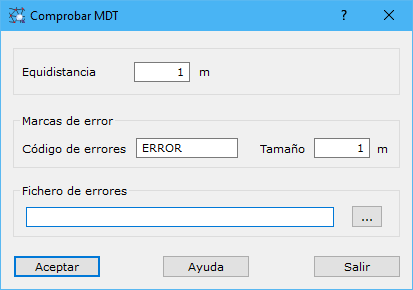 Comprobar MDT ? ×
Equidistancia 1 m
Marcas de error
Código de errores ERROR Tamaño 1 m
Fichero de errores
...
Aceptar Ayuda Salir